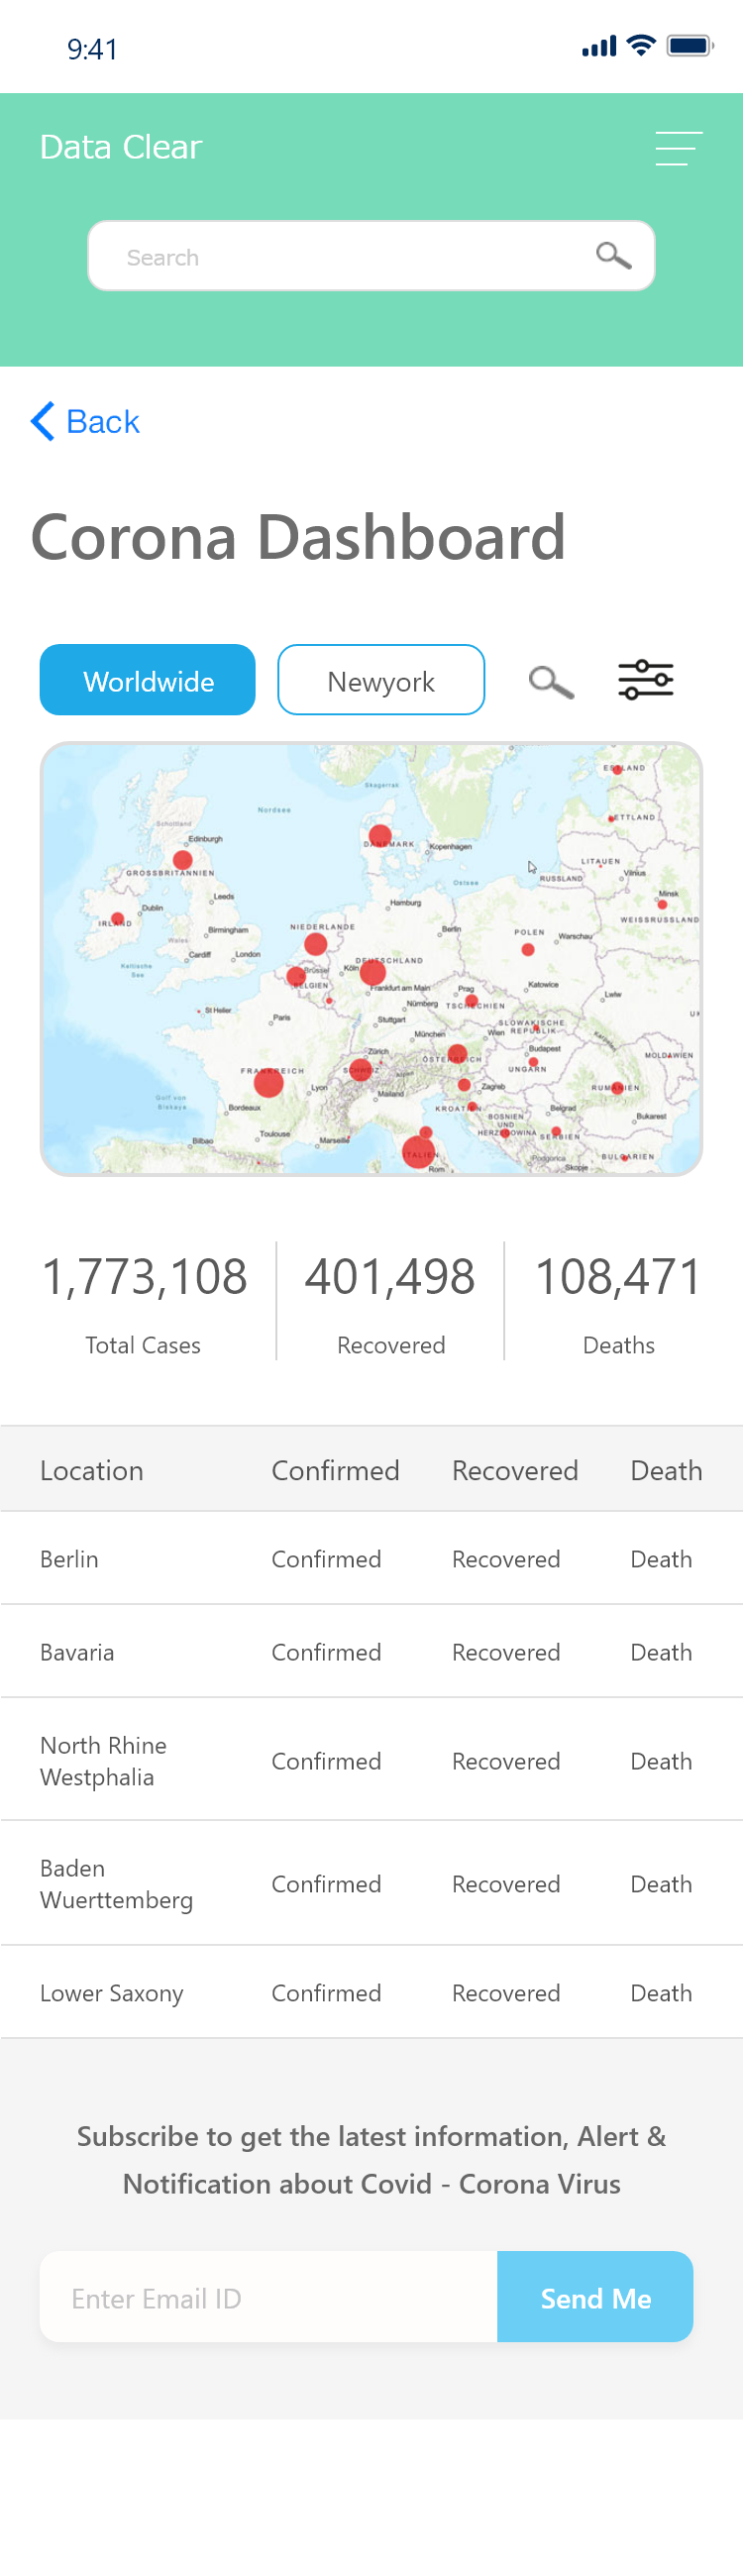 9:41
Data Clear
Search
Back
Corona Dashboard
Worldwide
Newyork
ESTLAND
Skagerrak
Nordsee
LETTLAND
Schottland
Edinburgh
DÄNEMARK
Kopenhagen
LITAUEN
GROSSBRITANNIEN
Vilnius
RUSSLAND
Ostsee
Minsk
Leeds
Hamburg
Dublin
WEISSRUSSLAND
IRLAND
NIEDERLANDE
Birmingham
Berlin
POLEN
Warschau
Wales
Cardiff
London
DEUTSCHLAND
Keltische
See
Brüssel
Köln
BELGIEN
Frankfurt am Main
Prag
Katowice
Lwiw
Nürnberg
TSCHECHIEN
St Helier
Paris
Stuttgart
SLOWAKISCHE
REPUBLIK
München
Wien
Karpaten
Zürich
Budapest
MOLDAWIEN
ÖSTERREICH
UNGARN
FRANKREICH
SCHWEIZ
Lyon
Mailand
Zagreb
RUMÄNIEN
Golf von
Biskaya
Bordeaux
KROATIEN
Belgrad
BOSNIEN
UND
HERZEGOWINA
Bukarest
Toulouse
Marseille
SERBIEN
Bilbao
ITALIEN
Podgorica
BULGARIEN
Rom
Skopje
1,773,108
401,498
108,471
Total Cases
Recovered
Deaths
Location Confirmed Recovered Death
Berlin Confirmed Recovered Death
Bavaria Confirmed Recovered Death
North Rhine
Westphalia
Confirmed Recovered Death
Baden
Wuerttemberg
Confirmed Recovered Death
Lower Saxony Confirmed Recovered Death
Subscribe to get the latest information, Alert &
Notification about Covid - Corona Virus
Enter Email ID
Send Me